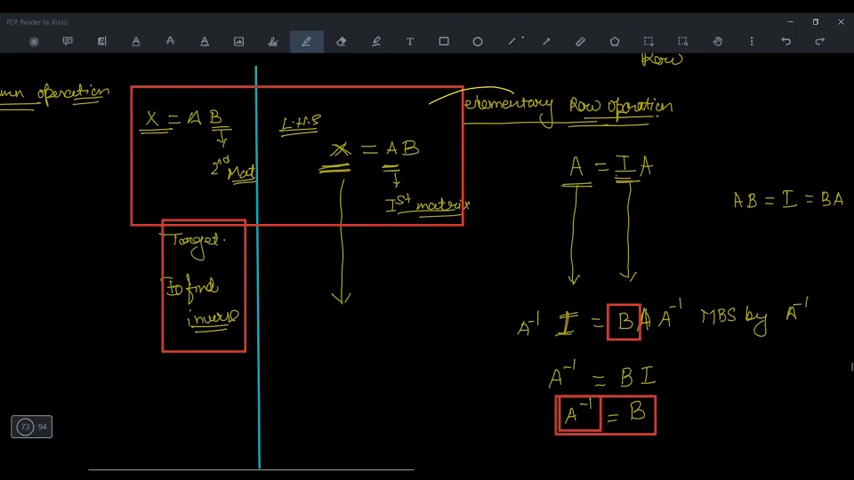 PDF Reader by Xodo
Row
umn operation
X = A B
2nd
Mat
L.H.S
X = A B
Ist matrix
elementary Row operation
A = I A
AB = I = BA
Target.
To find
inverse
A⁻¹ I = B A A⁻¹ MBS by A⁻¹
A⁻¹ = B I
A⁻¹ = B
73 94